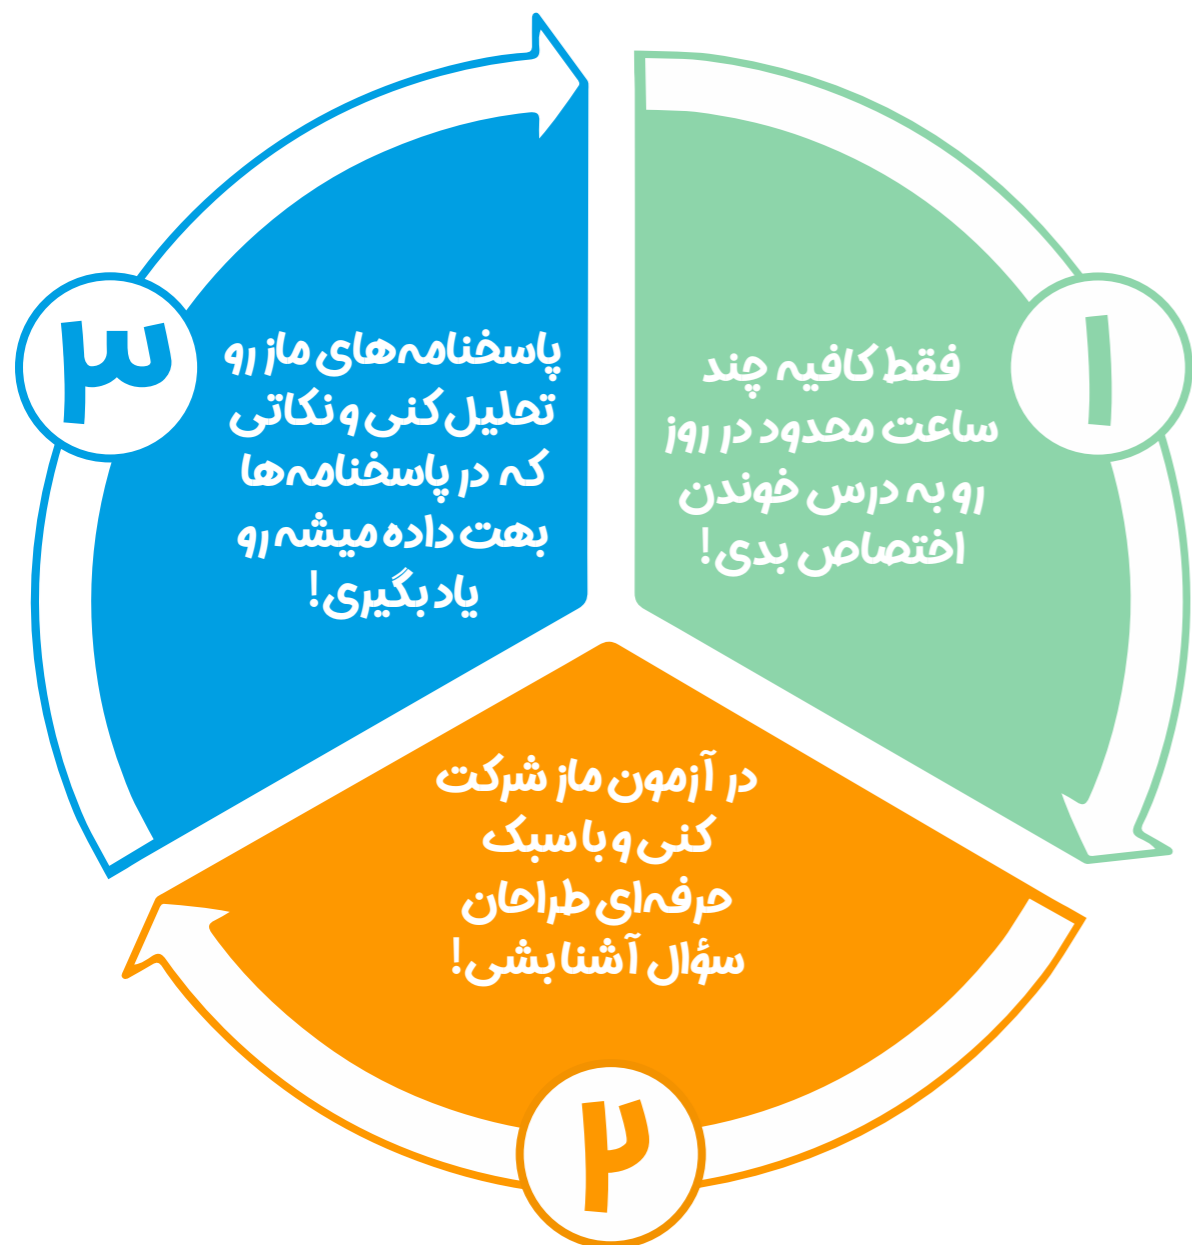 ۱
فقط کافیه چند
ساعت محدود در روز
رو به درس خوندن
اختصاص بدی!
۲
در آزمون ماز شرکت
کنی و با سبک
حرفه‌ای طراحان
سؤال آشنا بشی!
۳
پاسخنامه‌های ماز رو
تحلیل کنی و نکاتی
که در پاسخنامه‌ها
بهت داده میشه رو
یاد بگیری!